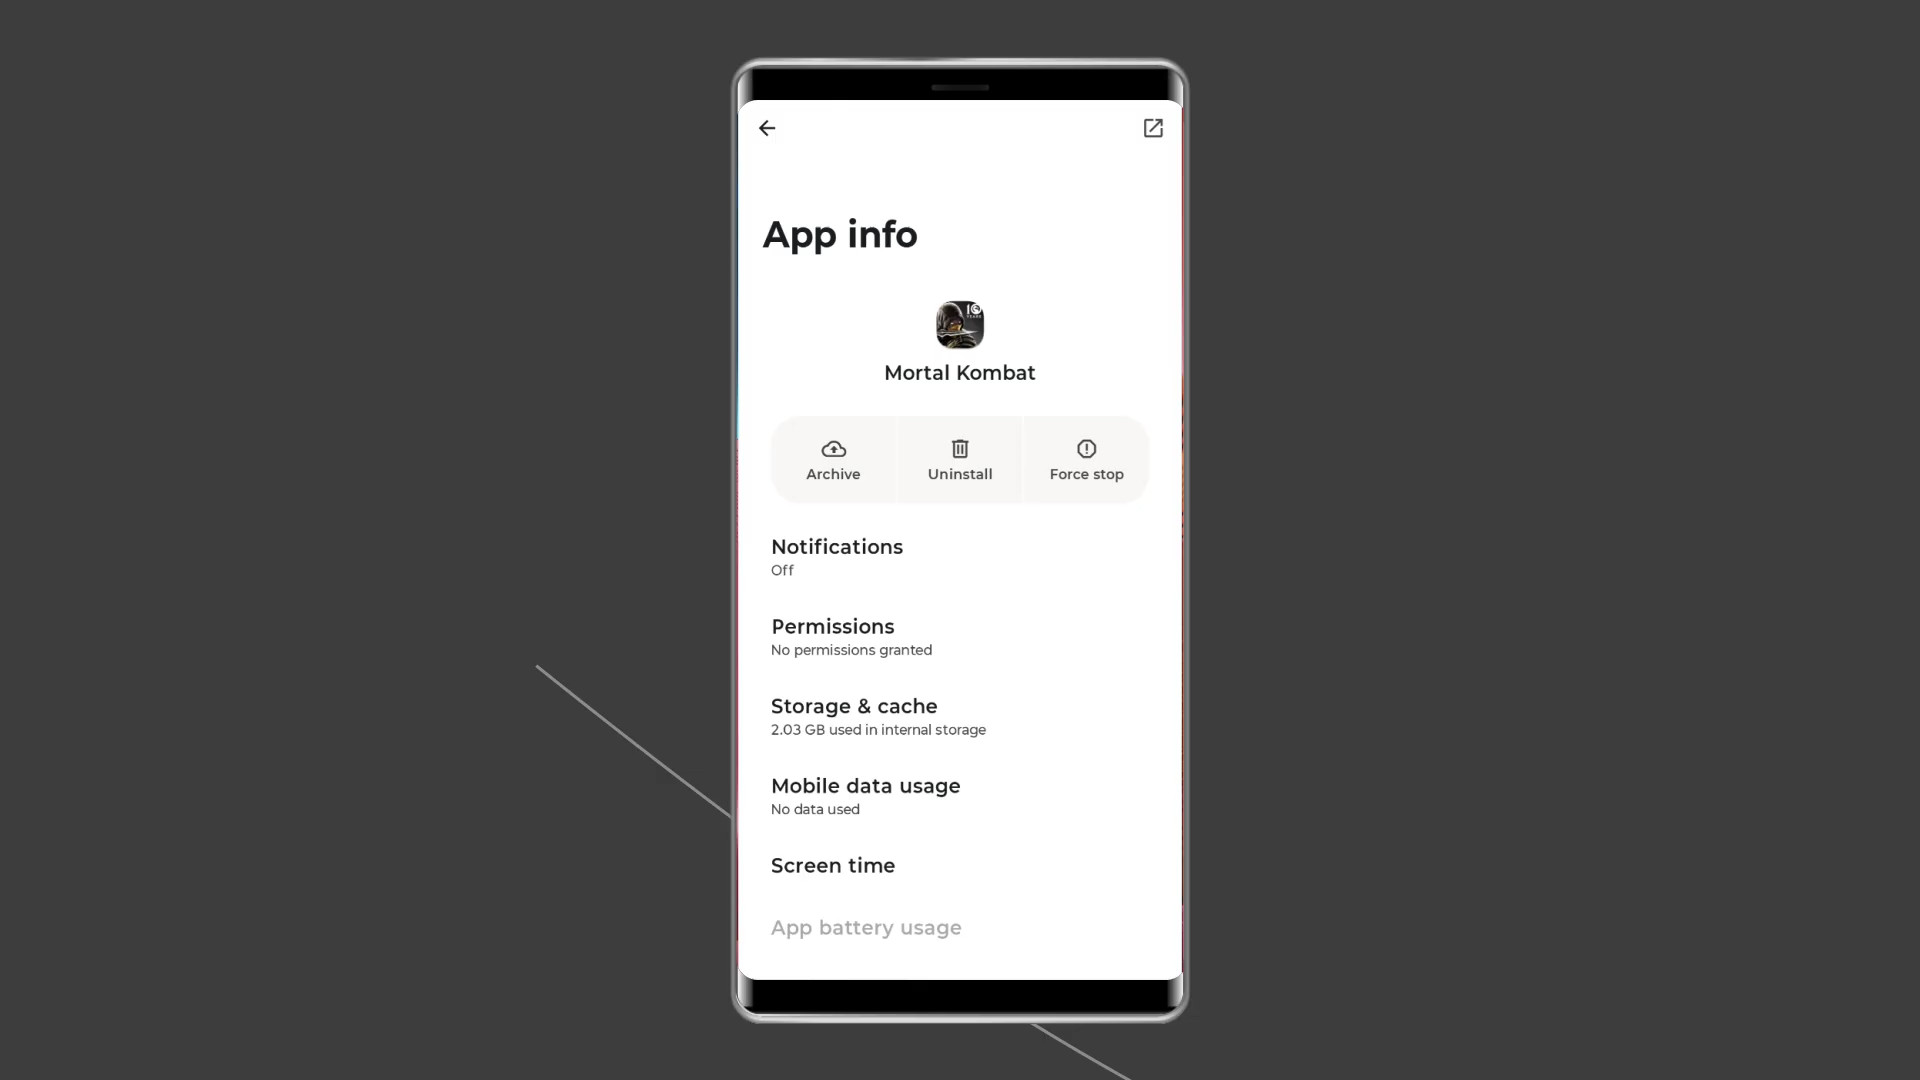 App info
10
Mortal Kombat
Archive
Uninstall
Force stop
Notifications
Off
Permissions
No permissions granted
Storage & cache
2.03 GB used in internal storage
Mobile data usage
No data used
Screen time
App battery usage